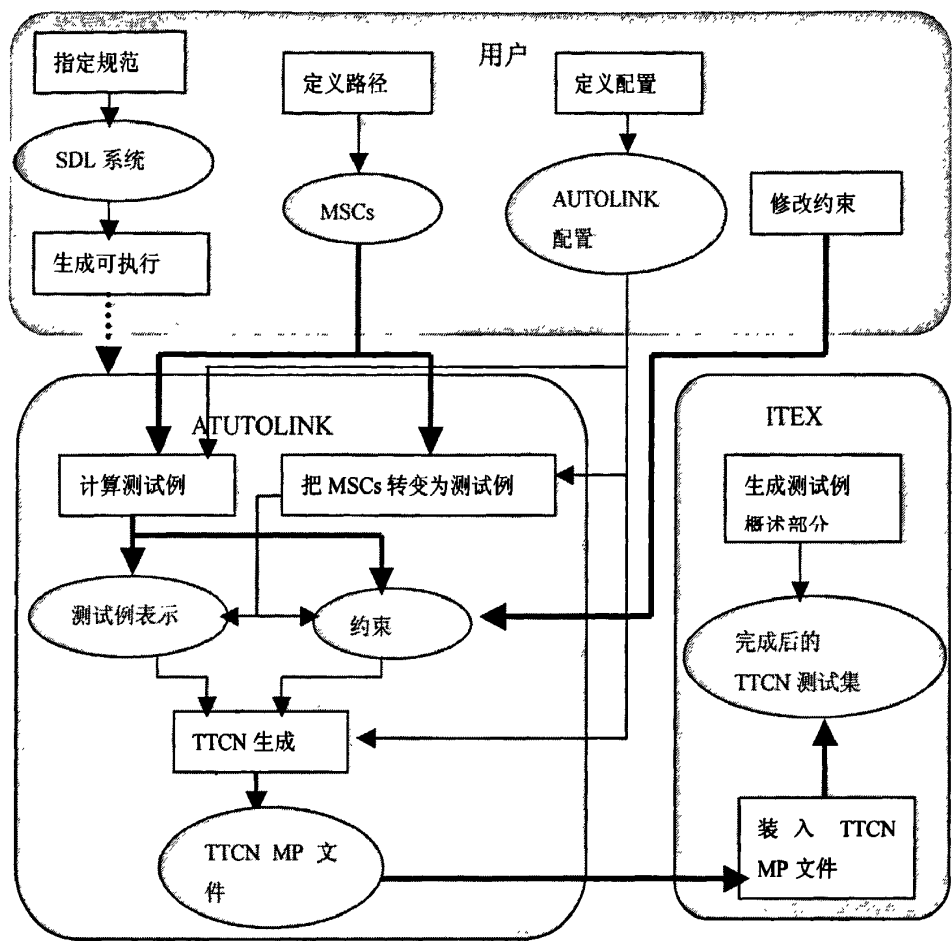 用户
指定规范
定义路径
定义配置
SDL 系统
MSCs
AUTOLINK
配置
修改约束
生成可执行
ATUTOLINK
ITEX
计算测试例
把 MSCs 转变为测试例
生成测试例
概述部分
测试例表示
约束
完成后的
TTCN 测试集
TTCN 生成
TTCN MP 文
件
装 入 TTCN
MP 文件